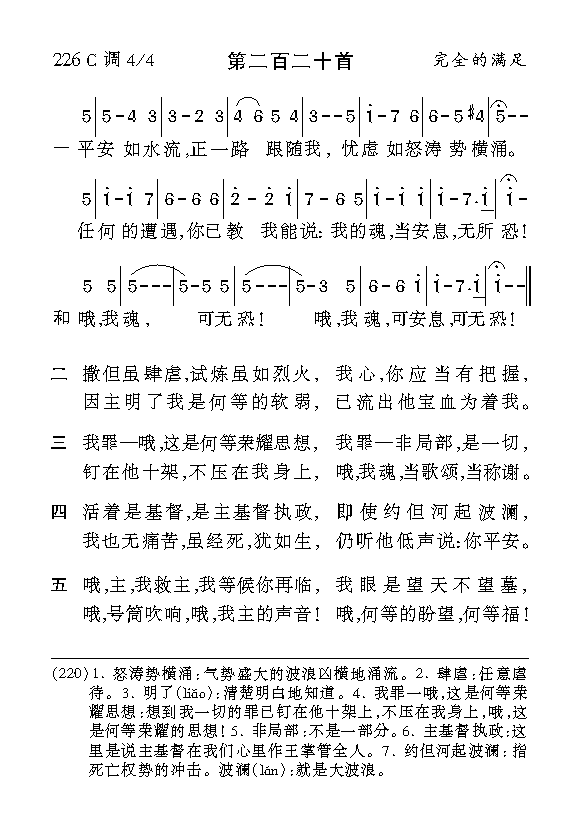 226 C 调 4/4 第二百二十首 完全的满足
5|5-4 3|3-2 3|4 6 5 4|3--5|i-7 6|6-5#4|5--
一 平安 如水流,正一路 跟随我, 忧虑 如怒涛 势横涌。
5|i-i 7|6-6 6|2-2 i|7-6 5|i-i i|i-7.i|i-
任何的遭遇,你已教 我能说: 我的魂,当安息,无所 恐!
5 5|5---|5-5 5|5---|5-3 5|6-6 i|i-7.i|i--‖
和 哦,我魂, 可无恐! 哦,我魂,可安息,可无恐!
二 撒但虽肆虐,试炼虽如烈火, 我心,你应当有把握,
因主明了我是何等的软弱, 已流出他宝血为着我。
三 我罪—哦,这是何等荣耀思想, 我罪—非局部,是一切,
钉在他十架,不压在我身上, 哦,我魂,当歌颂,当称谢。
四 活着是基督,是主基督执政, 即使约但河起波澜,
我也无痛苦,虽经死,犹如生, 仍听他低声说:你平安。
五 哦,主,我救主,我等候你再临, 我眼是望天不望墓,
哦,号筒吹响,哦,我主的声音! 哦,何等的盼望,何等福!
(220)1. 怒涛势横涌:气势盛大的波浪凶横地涌流。2. 肆虐:任意虐
待。3. 明了(liǎo):清楚明白地知道。4. 我罪—哦,这是何等荣
耀思想:想到我一切的罪已钉在他十架上,不压在我身上,哦,这
是何等荣耀的思想!5. 非局部:不是一部分。6. 主基督执政:这
里是说主基督在我们心里作王掌管全人。7. 约但河起波澜:指
死亡权势的冲击。波澜(lán):就是大波浪。